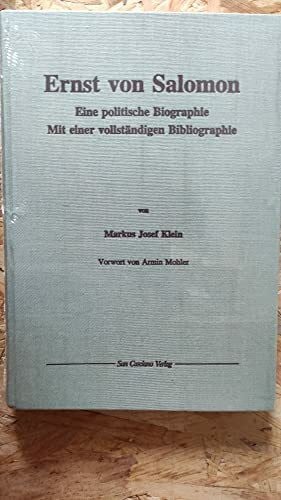 Ernst von Salomon
Eine politische Biographie
Mit einer vollständigen Bibliographie
von
Markus Josef Klein
Vorwort von Armin Mohler
San Casciano Verlag